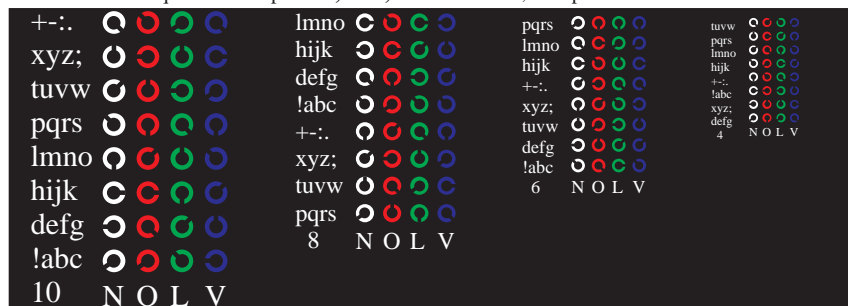 +-:.
xyz;
tuvw
pqrs
lmno
hijk
defg
!abc
10 N O L V
lmno
hijk
defg
!abc
+-:.
xyz;
tuvw
pqrs
8 N O L V
pqrs
lmno
hijk
+-:.
xyz;
tuvw
defg
!abc
6 N O L V
tuvw
pqrs
lmno
hijk
+-:.
!abc
xyz;
defg
4 N O L V